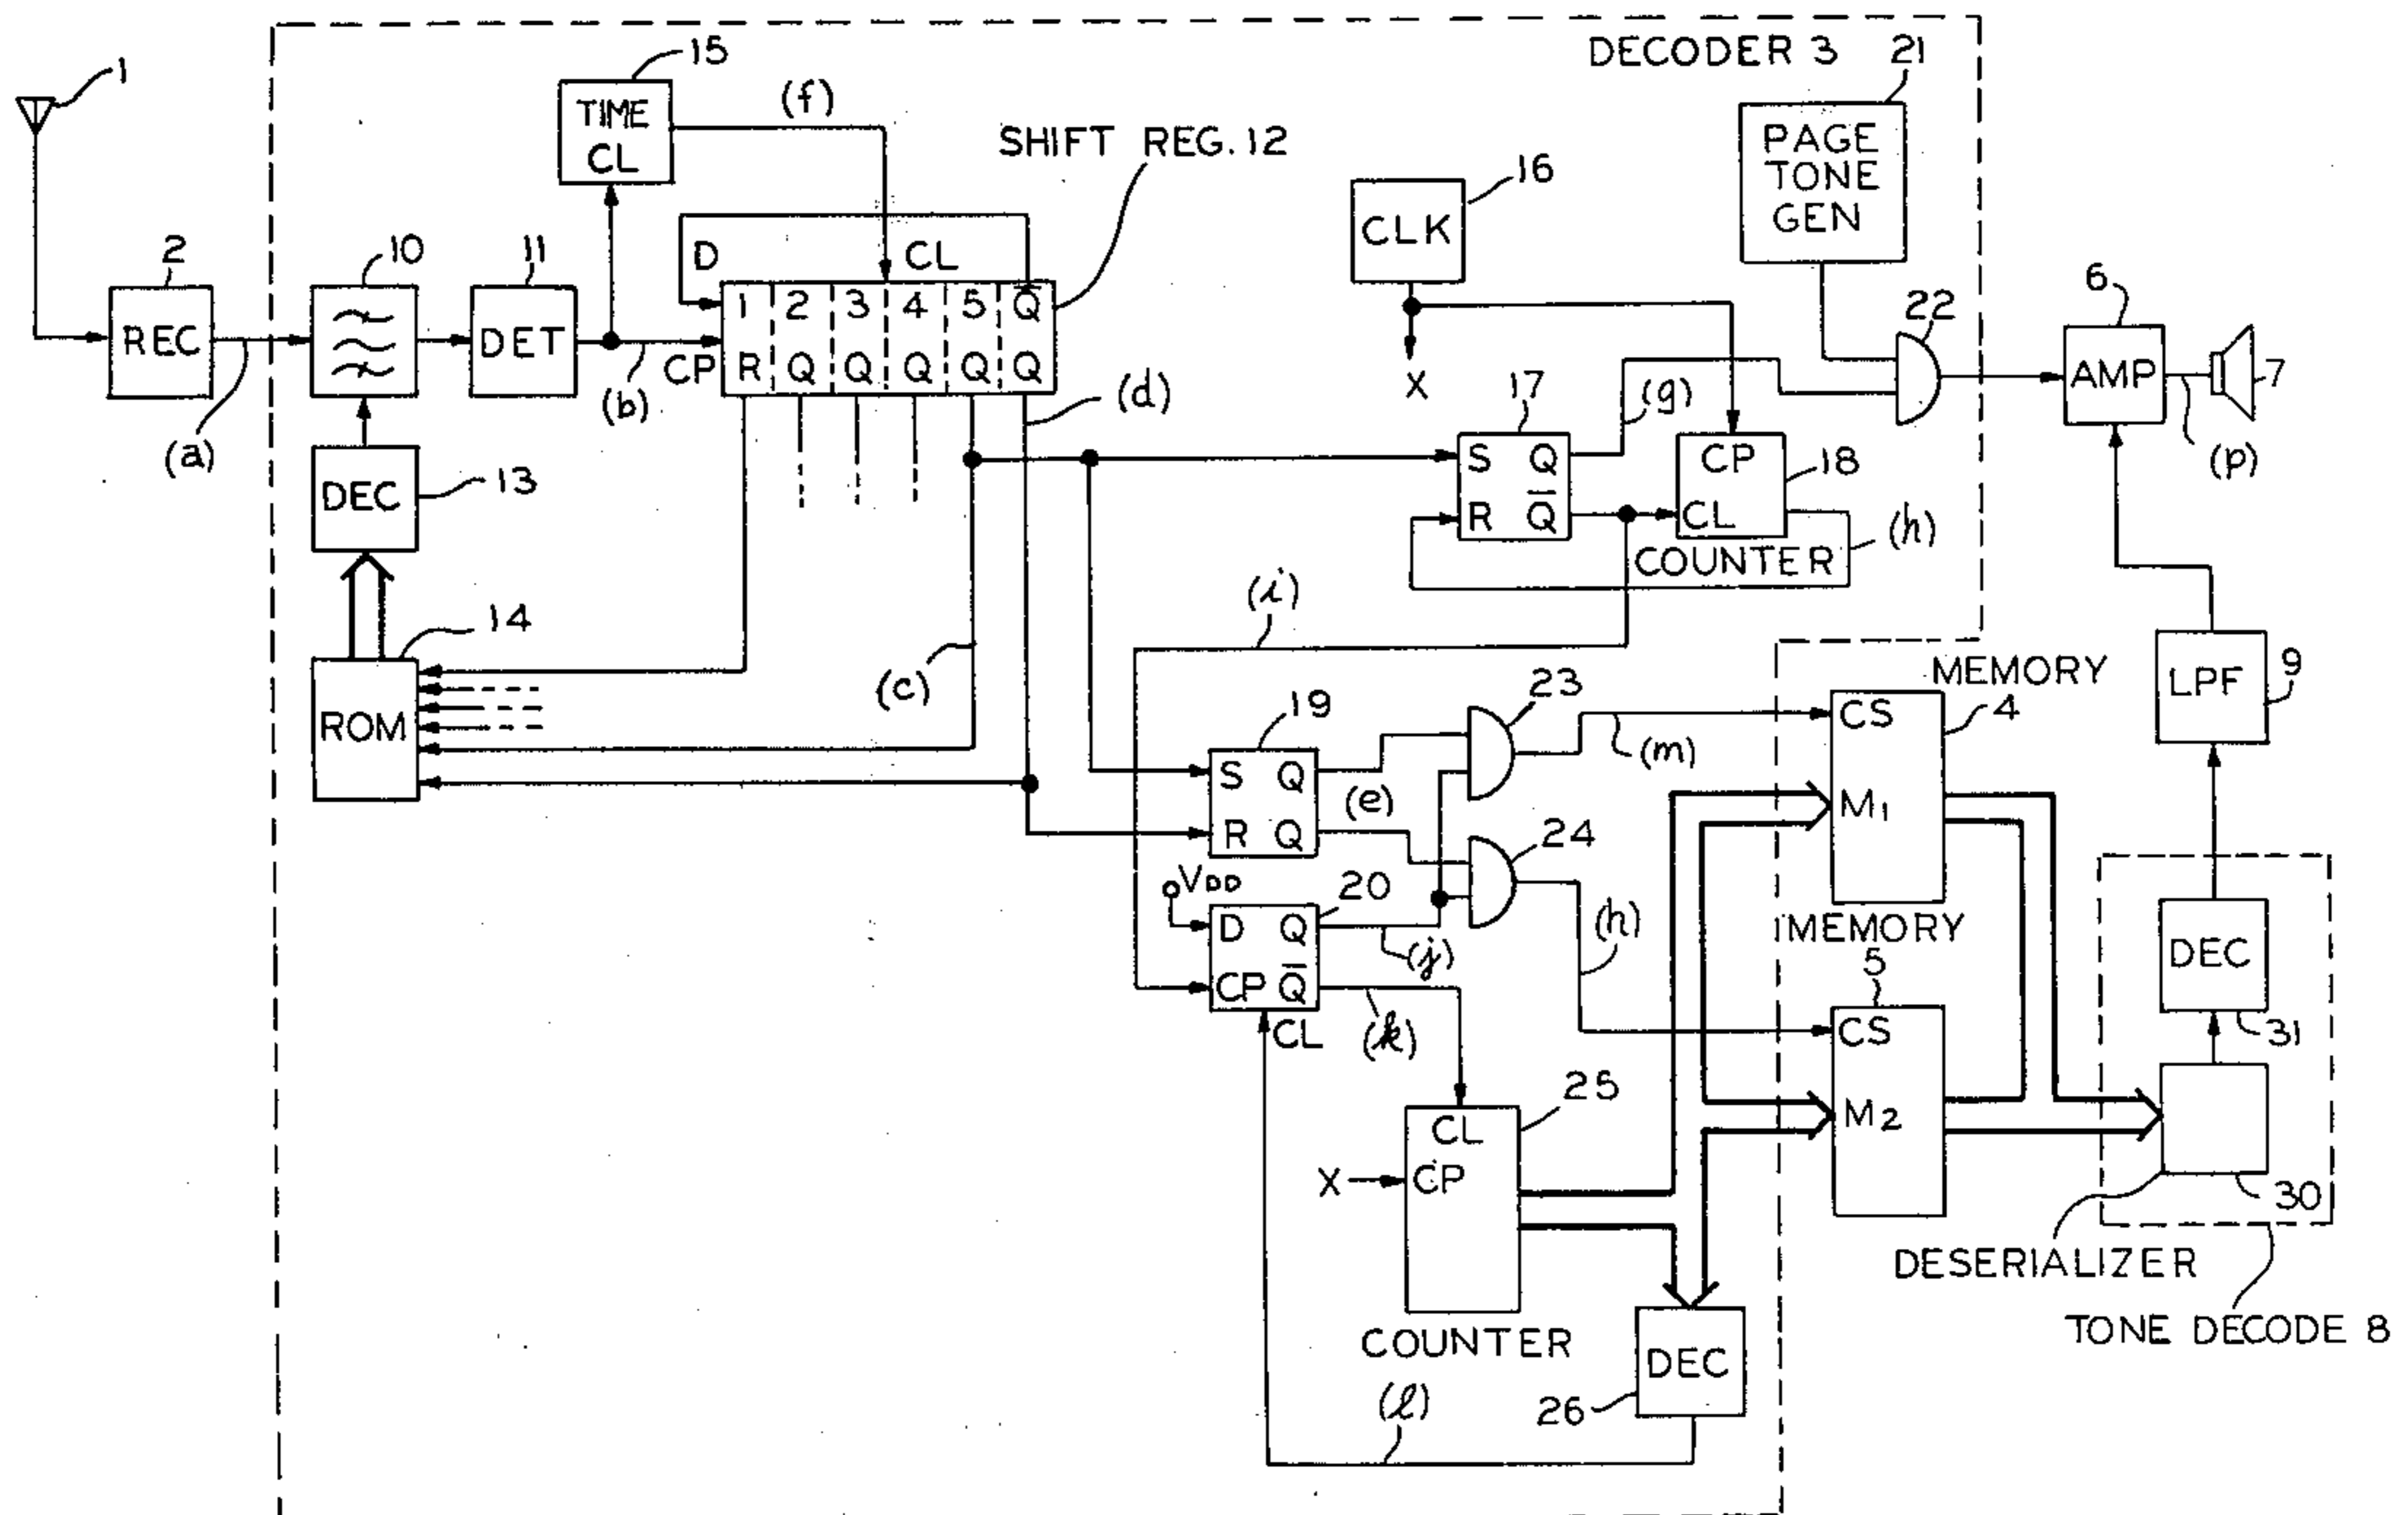 DECODER 3
21
15
TIME
CL
(f)
SHIFT REG. 12
1
PAGE
TONE
GEN
16
CLK
X
2
REC
(a)
10
11
DET
(b)
D
CL
CP
1 2 3 4 5 Q̅
R Q Q Q Q Q
(d)
22
6
AMP
7
(p)
17
S Q
R Q̅
(g)
CP
CL
18
COUNTER
(h)
DEC
13
14
ROM
(c)
(i)
19
S Q
R Q
(e)
23
(m)
24
(h)
VDD
20
D Q
CP Q̅
CL
(j)
(k)
MEMORY
4
CS
M1
MEMORY
5
CS
M2
LPF
9
DEC
31
30
DESERIALIZER
TONE DECODE 8
25
CL
X
CP
COUNTER
DEC
26
(l)